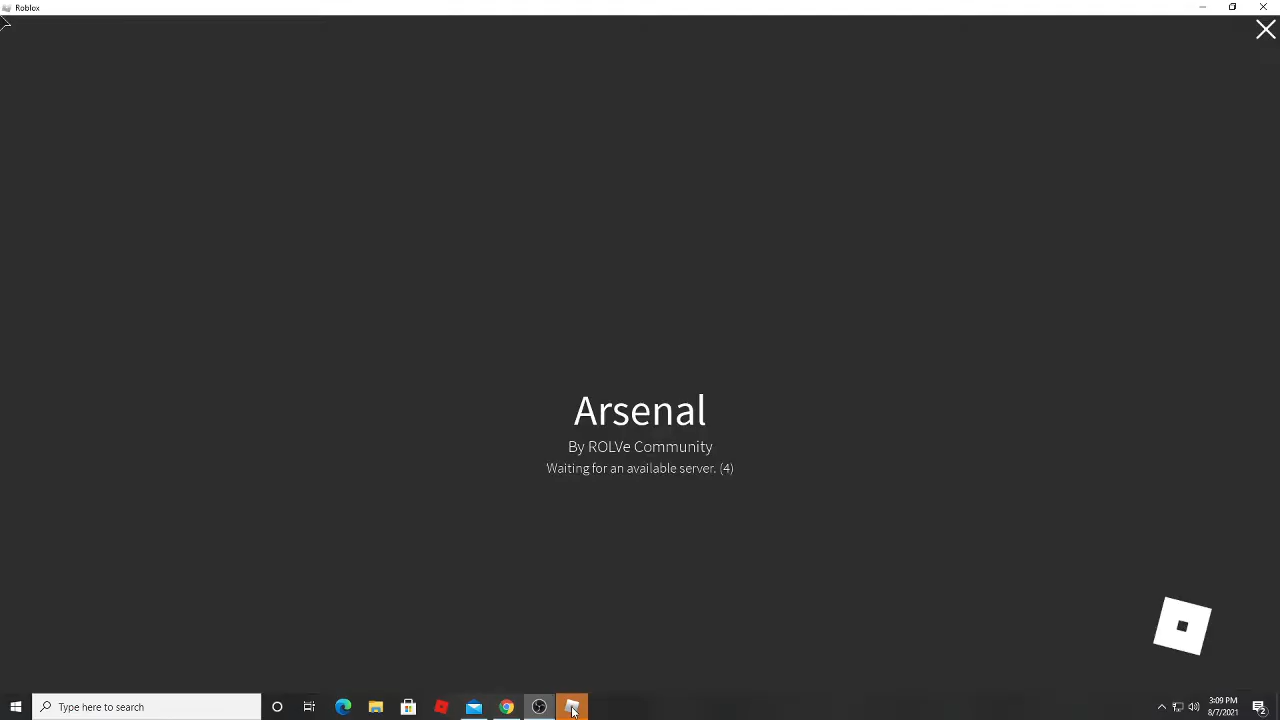 Roblox
Arsenal
By ROLVe Community
Waiting for an available server. (4)
Type here to search
3:09 PM
8/7/2021
2